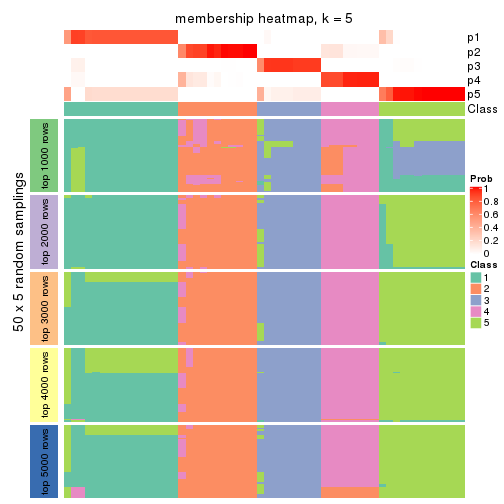 membership heatmap, k = 5
p1
p2
p3
p4
p5
Class
50 x 5 random samplings
top 1000 rows
top 2000 rows
top 3000 rows
top 4000 rows
top 5000 rows
Prob
1
0.8
0.6
0.4
0.2
0
Class
1
2
3
4
5